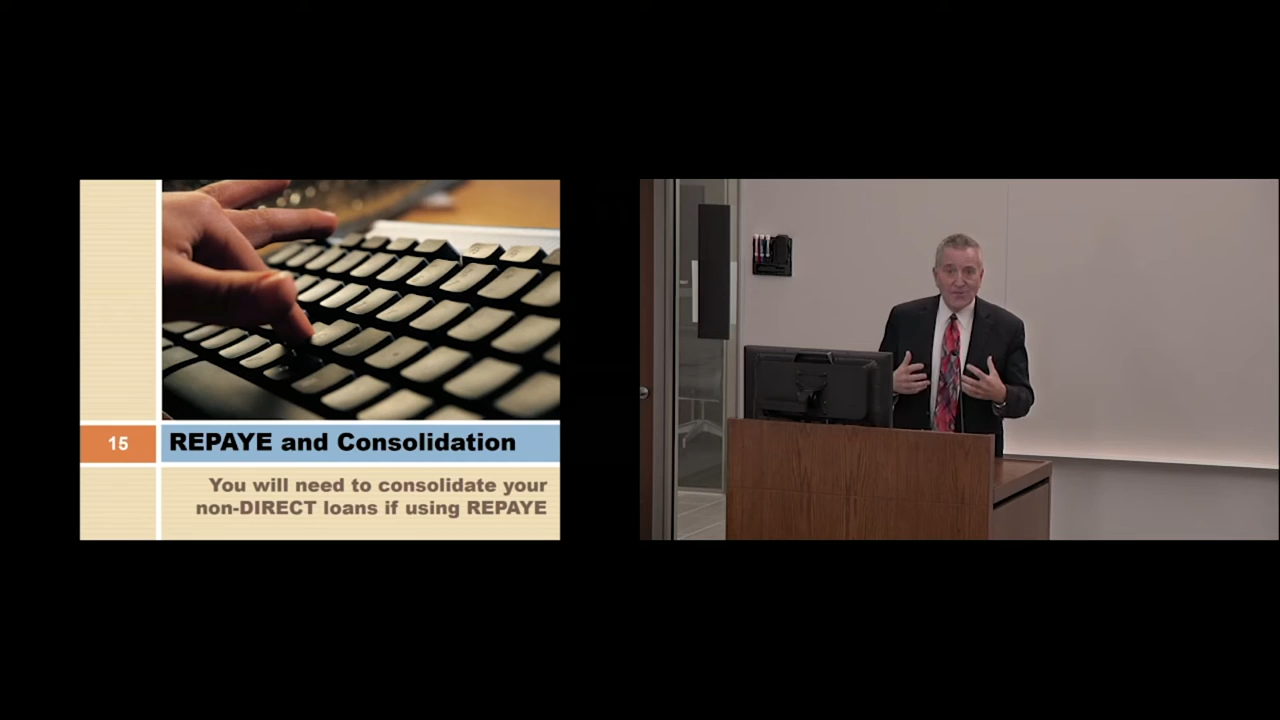 15
REPAYE and Consolidation
You will need to consolidate your
non-DIRECT loans if using REPAYE